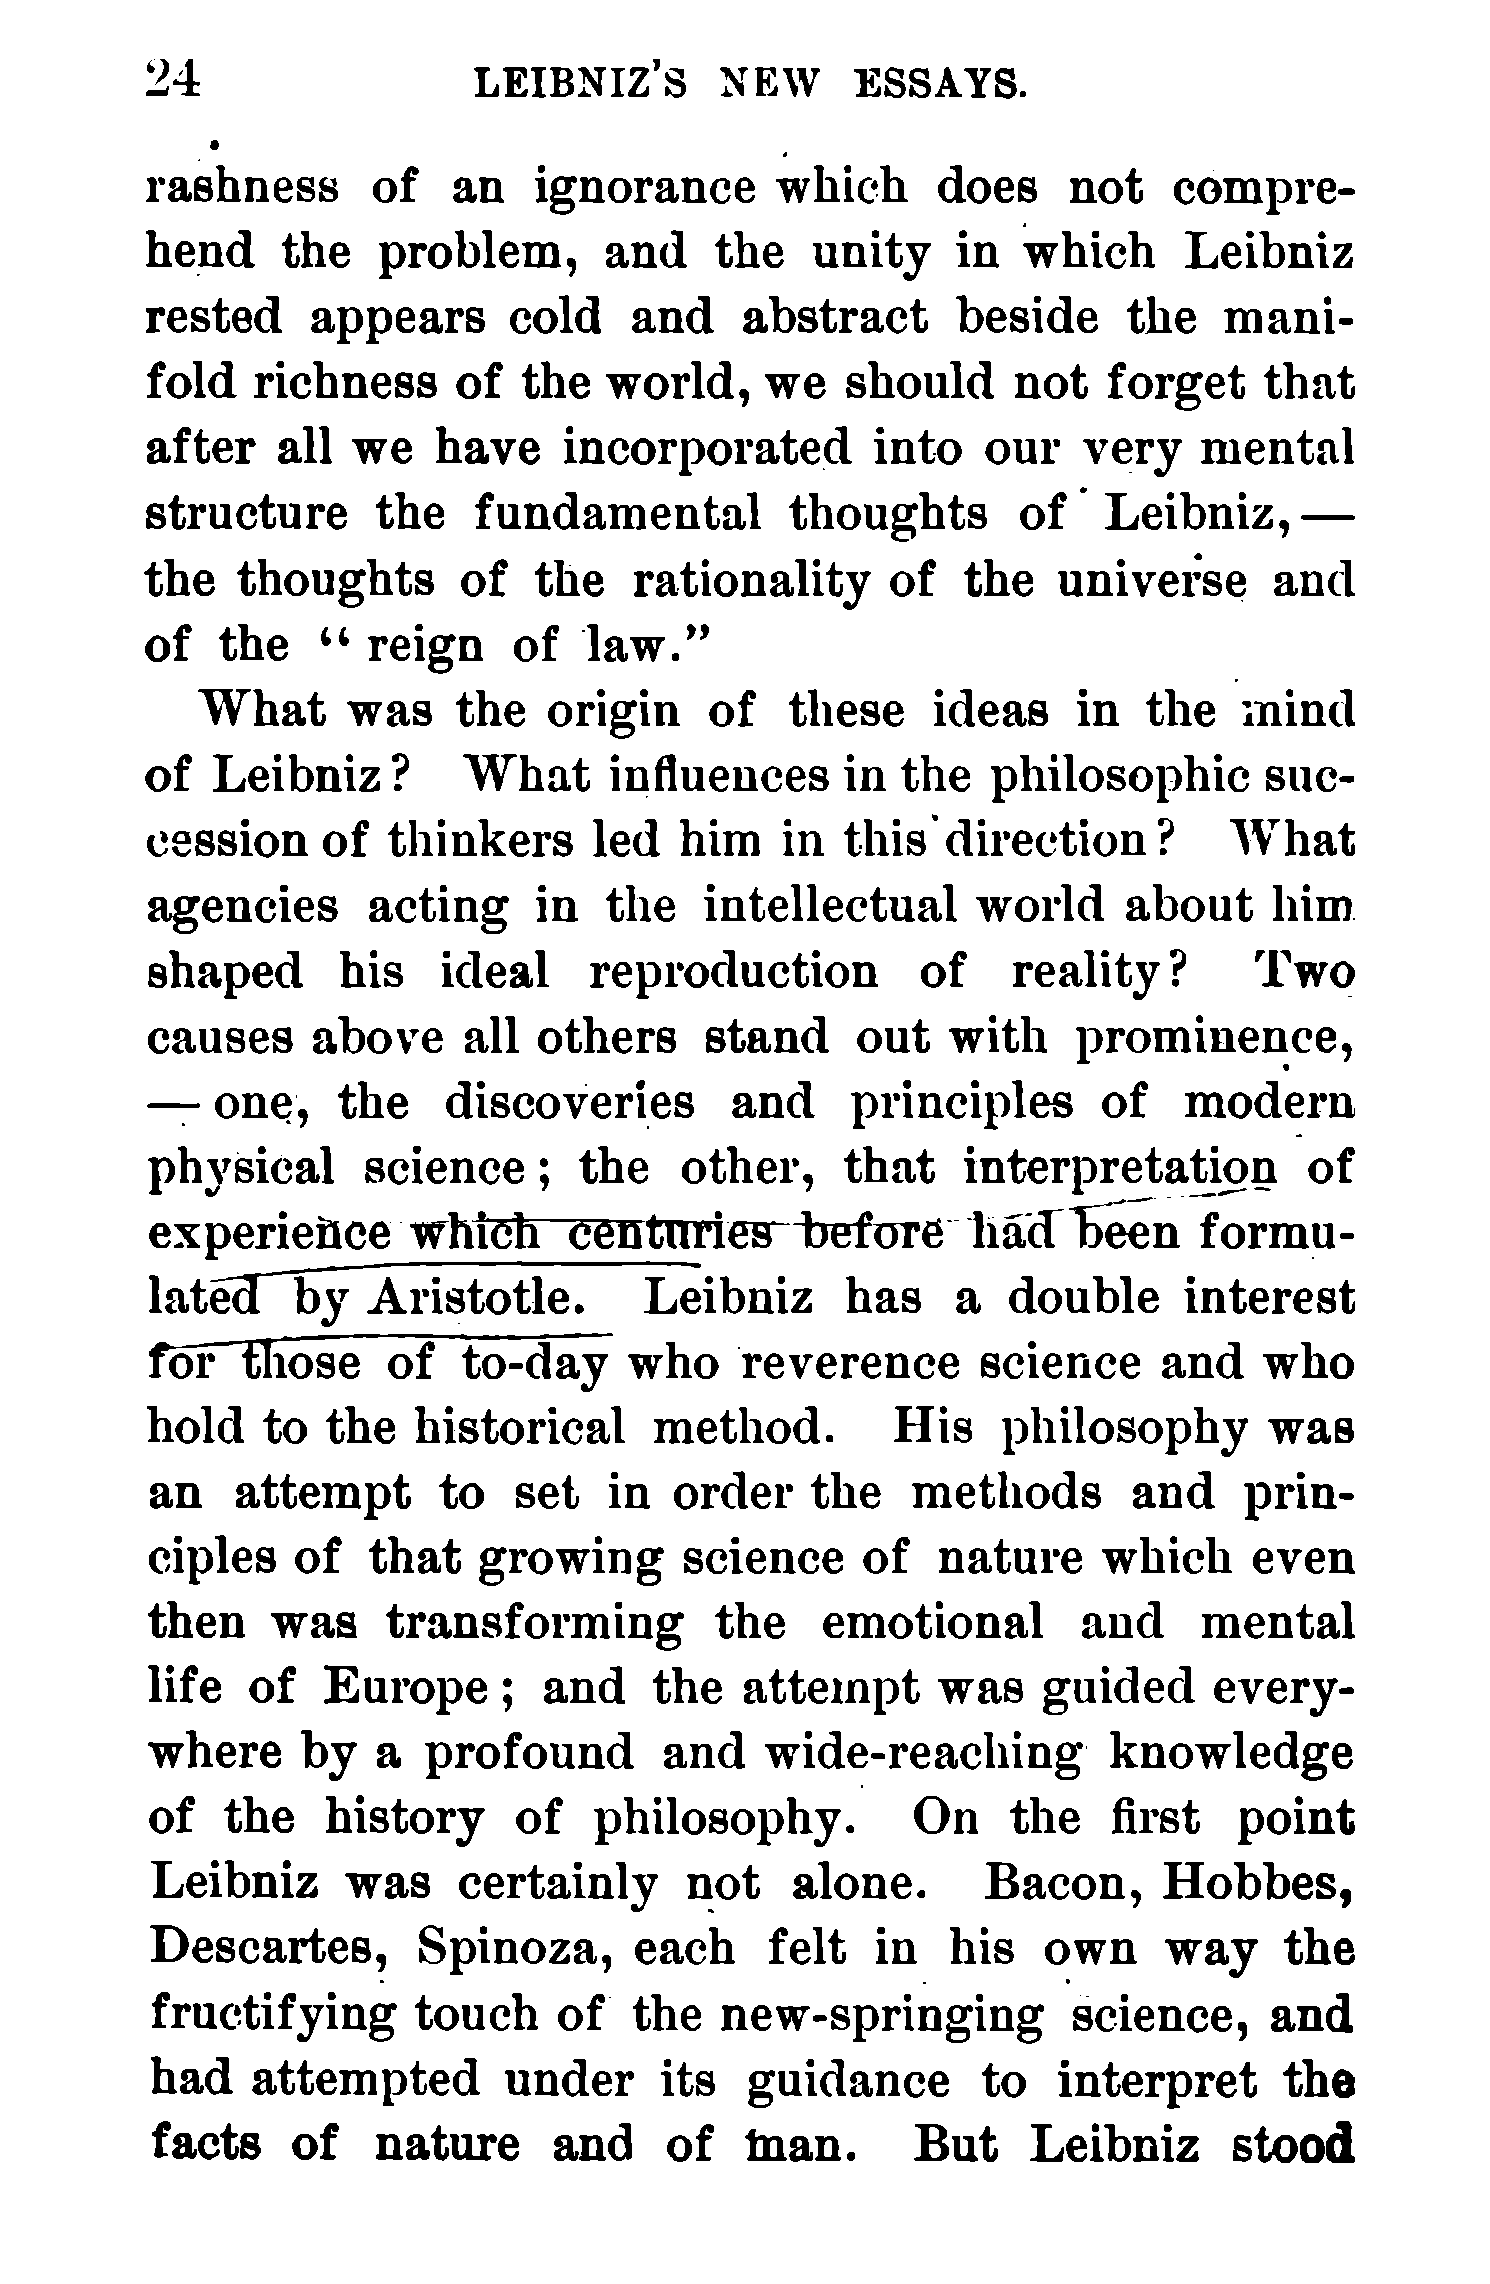 24 LEIBNIZ'S NEW ESSAYS.
rashness of an ignorance which does not compre-
hend the problem, and the unity in which Leibniz
rested appears cold and abstract beside the mani-
fold richness of the world, we should not forget that
after all we have incorporated into our very mental
structure the fundamental thoughts of Leibniz, —
the thoughts of the rationality of the universe and
of the “ reign of law.”
What was the origin of these ideas in the mind
of Leibniz? What influences in the philosophic suc-
cession of thinkers led him in this direction? What
agencies acting in the intellectual world about him
shaped his ideal reproduction of reality? Two
causes above all others stand out with prominence,
— one, the discoveries and principles of modern
physical science; the other, that interpretation of
experience which centuries before had been formu-
lated by Aristotle. Leibniz has a double interest
for those of to-day who reverence science and who
hold to the historical method. His philosophy was
an attempt to set in order the methods and prin-
ciples of that growing science of nature which even
then was transforming the emotional and mental
life of Europe; and the attempt was guided every-
where by a profound and wide-reaching knowledge
of the history of philosophy. On the first point
Leibniz was certainly not alone. Bacon, Hobbes,
Descartes, Spinoza, each felt in his own way the
fructifying touch of the new-springing science, and
had attempted under its guidance to interpret the
facts of nature and of man. But Leibniz stood